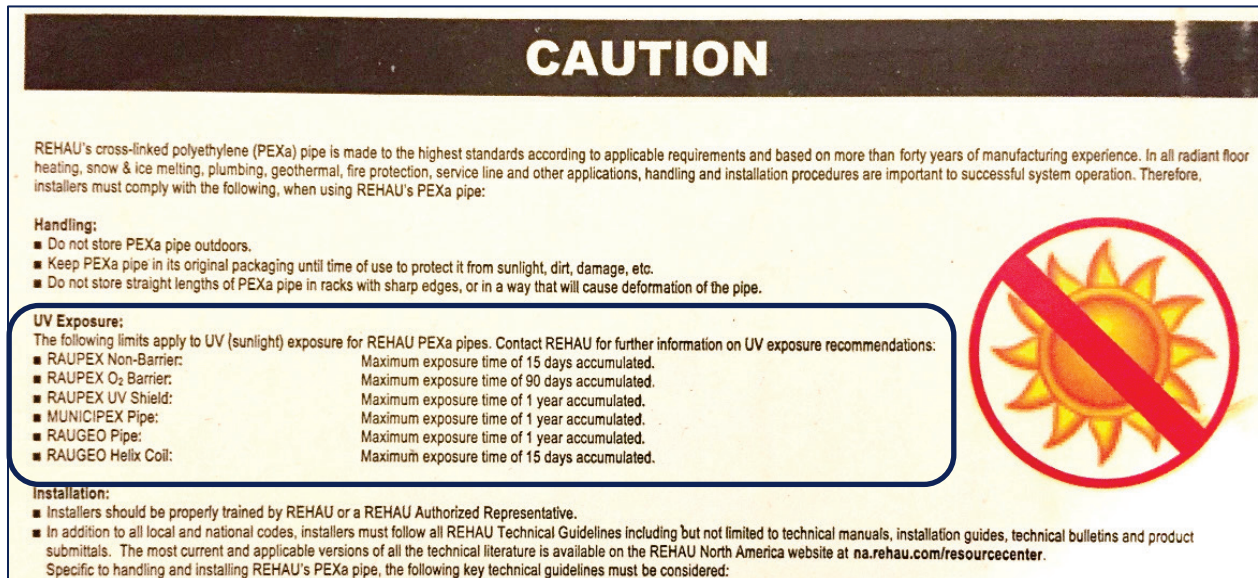 CAUTION
REHAU's cross-linked polyethylene (PEXa) pipe is made to the highest standards according to applicable requirements and based on more than forty years of manufacturing experience. In all radiant floor
heating, snow & ice melting, plumbing, geothermal, fire protection, service line and other applications, handling and installation procedures are important to successful system operation. Therefore,
installers must comply with the following, when using REHAU's PEXa pipe:
Handling:
■ Do not store PEXa pipe outdoors.
■ Keep PEXa pipe in its original packaging until time of use to protect it from sunlight, dirt, damage, etc.
■ Do not store straight lengths of PEXa pipe in racks with sharp edges, or in a way that will cause deformation of the pipe.
UV Exposure:
The following limits apply to UV (sunlight) exposure for REHAU PEXa pipes. Contact REHAU for further information on UV exposure recommendations:
■ RAUPEX Non-Barrier: Maximum exposure time of 15 days accumulated.
■ RAUPEX O₂ Barrier: Maximum exposure time of 90 days accumulated.
■ RAUPEX UV Shield: Maximum exposure time of 1 year accumulated.
■ MUNICIPEX Pipe: Maximum exposure time of 1 year accumulated.
■ RAUGEO Pipe: Maximum exposure time of 1 year accumulated.
■ RAUGEO Helix Coil: Maximum exposure time of 15 days accumulated.
Installation:
■ Installers should be properly trained by REHAU or a REHAU Authorized Representative.
■ In addition to all local and national codes, installers must follow all REHAU Technical Guidelines including but not limited to technical manuals, installation guides, technical bulletins and product
submittals. The most current and applicable versions of all the technical literature is available on the REHAU North America website at na.rehau.com/resourcecenter.
Specific to handling and installing REHAU's PEXa pipe, the following key technical guidelines must be considered: